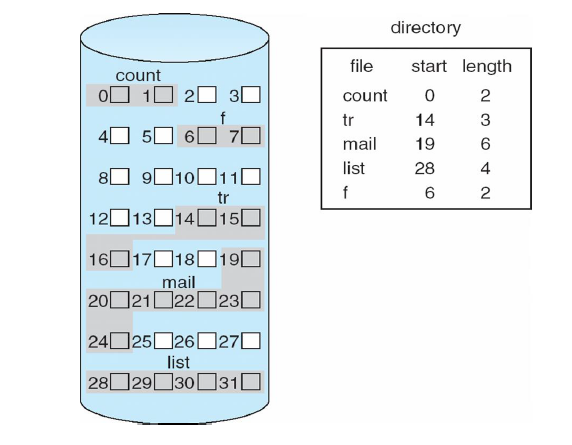 count
0 1 2 3
f
4 5 6 7
8 9 10 11
tr
12 13 14 15
16 17 18 19
mail
20 21 22 23
24 25 26 27
list
28 29 30 31
directory
file start length
count 0 2
tr 14 3
mail 19 6
list 28 4
f 6 2